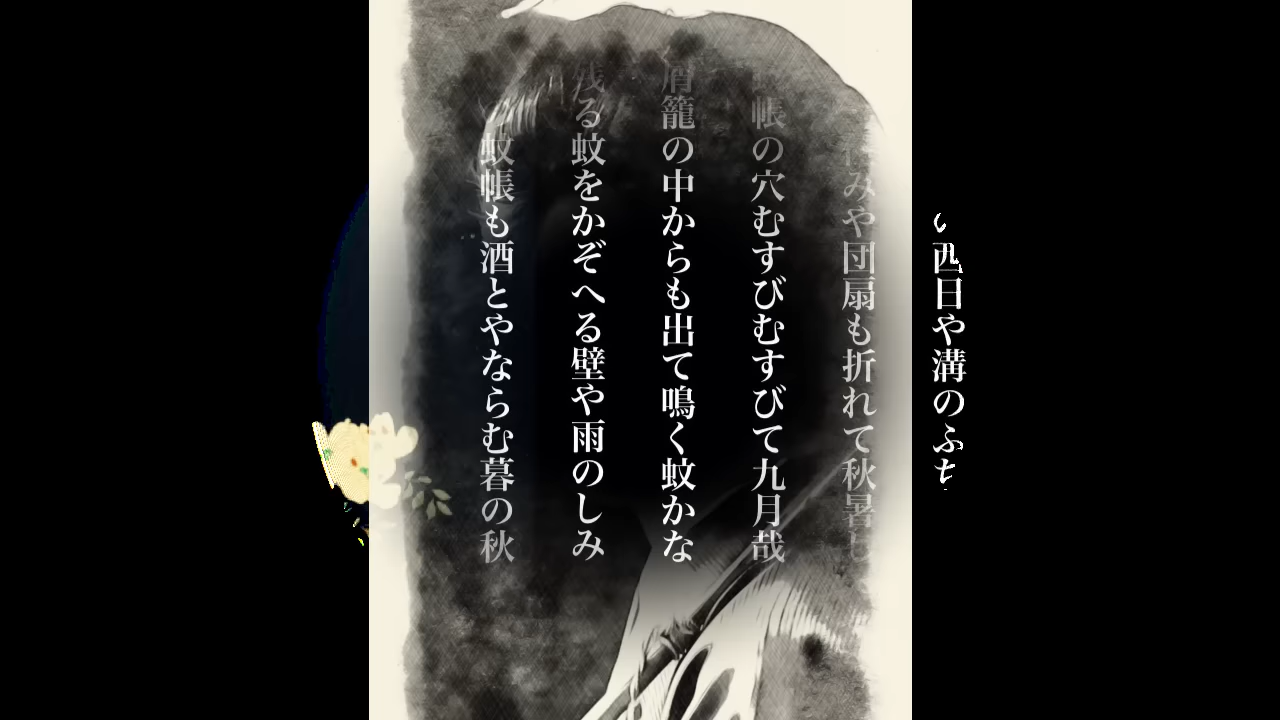 西日や溝のふち
みや団扇も折れて秋暑し
帳の穴むすびむすびて九月哉
屑籠の中からも出て鳴く蚊かな
残る蚊をかぞへる壁や雨のしみ
蚊帳も酒とやならむ暮の秋